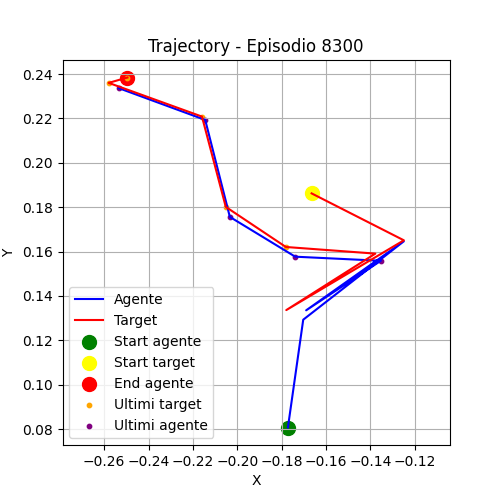 Trajectory - Episodio 8300
Y
0.24
0.22
0.20
0.18
0.16
0.14
0.12
0.10
0.08
Agente
Target
Start agente
Start target
End agente
Ultimi target
Ultimi agente
−0.26 −0.24 −0.22 −0.20 −0.18 −0.16 −0.14 −0.12
X